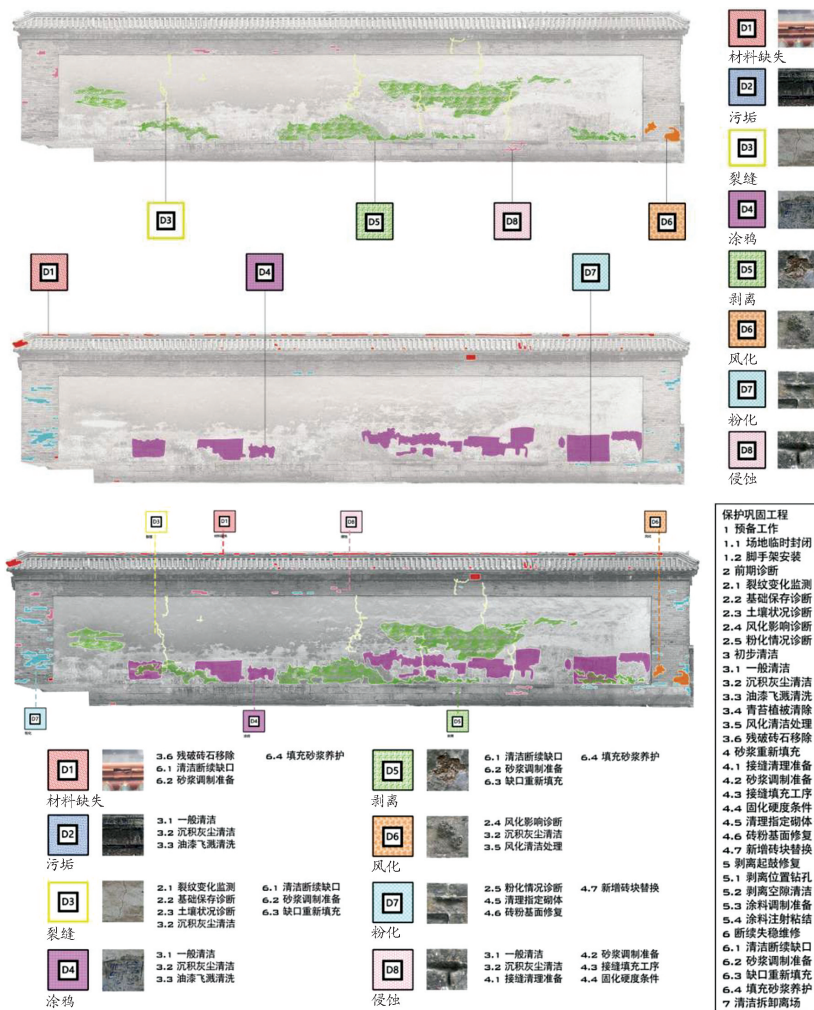 D3
D5
D8
D6
D1
D4
D7
D1
材料缺失
D2
污垢
D3
裂缝
D4
涂鸦
D5
剥离
D6
风化
D7
粉化
D8
侵蚀
D3
D1
D8
D6
D7
D4
D5
D1
材料缺失
3.6 残破砖石移除
6.1 清洁断续缺口
6.2 砂浆调制准备
6.4 填充砂浆养护
D2
污垢
3.1 一般清洁
3.2 沉积灰尘清洁
3.3 油漆飞溅清洗
D3
裂缝
2.1 裂纹变化监测
2.2 基础保存诊断
2.3 土壤状况诊断
3.2 沉积灰尘清洁
6.1 清洁断续缺口
6.2 砂浆调制准备
6.3 缺口重新填充
D4
涂鸦
3.1 一般清洁
3.2 沉积灰尘清洁
3.3 油漆飞溅清洗
D5
剥离
6.1 清洁断续缺口
6.2 砂浆调制准备
6.3 缺口重新填充
6.4 填充砂浆养护
D6
风化
2.4 风化影响诊断
3.2 沉积灰尘清洁
3.5 风化清洁处理
D7
粉化
2.5 粉化情况诊断
4.5 清理指定砌体
4.6 砖粉基面修复
4.7 新增砖块替换
D8
侵蚀
3.1 一般清洁
3.2 沉积灰尘清洁
4.1 接缝清理准备
4.2 砂浆调制准备
4.3 接缝填充工序
4.4 固化硬度条件
保护巩固工程
1 预备工作
1.1 场地临时封闭
1.2 脚手架安装
2 前期诊断
2.1 裂纹变化监测
2.2 基础保存诊断
2.3 土壤状况诊断
2.4 风化影响诊断
2.5 粉化情况诊断
3 初步清洁
3.1 一般清洁
3.2 沉积灰尘清洁
3.3 油漆飞溅清洗
3.4 青苔植被清除
3.5 风化清洁处理
3.6 残破砖石移除
4 砂浆重新填充
4.1 接缝清理准备
4.2 砂浆调制准备
4.3 接缝填充工序
4.4 固化硬度条件
4.5 清理指定砌体
4.6 砖粉基面修复
4.7 新增砖块替换
5 剥离起鼓修复
5.1 剥离位置钻孔
5.2 剥离空隙清洁
5.3 涂料调制准备
5.4 涂料注射粘结
6 断续失稳维修
6.1 清洁断续缺口
6.2 砂浆调制准备
6.3 缺口重新填充
6.4 填充砂浆养护
7 清洁拆卸离场